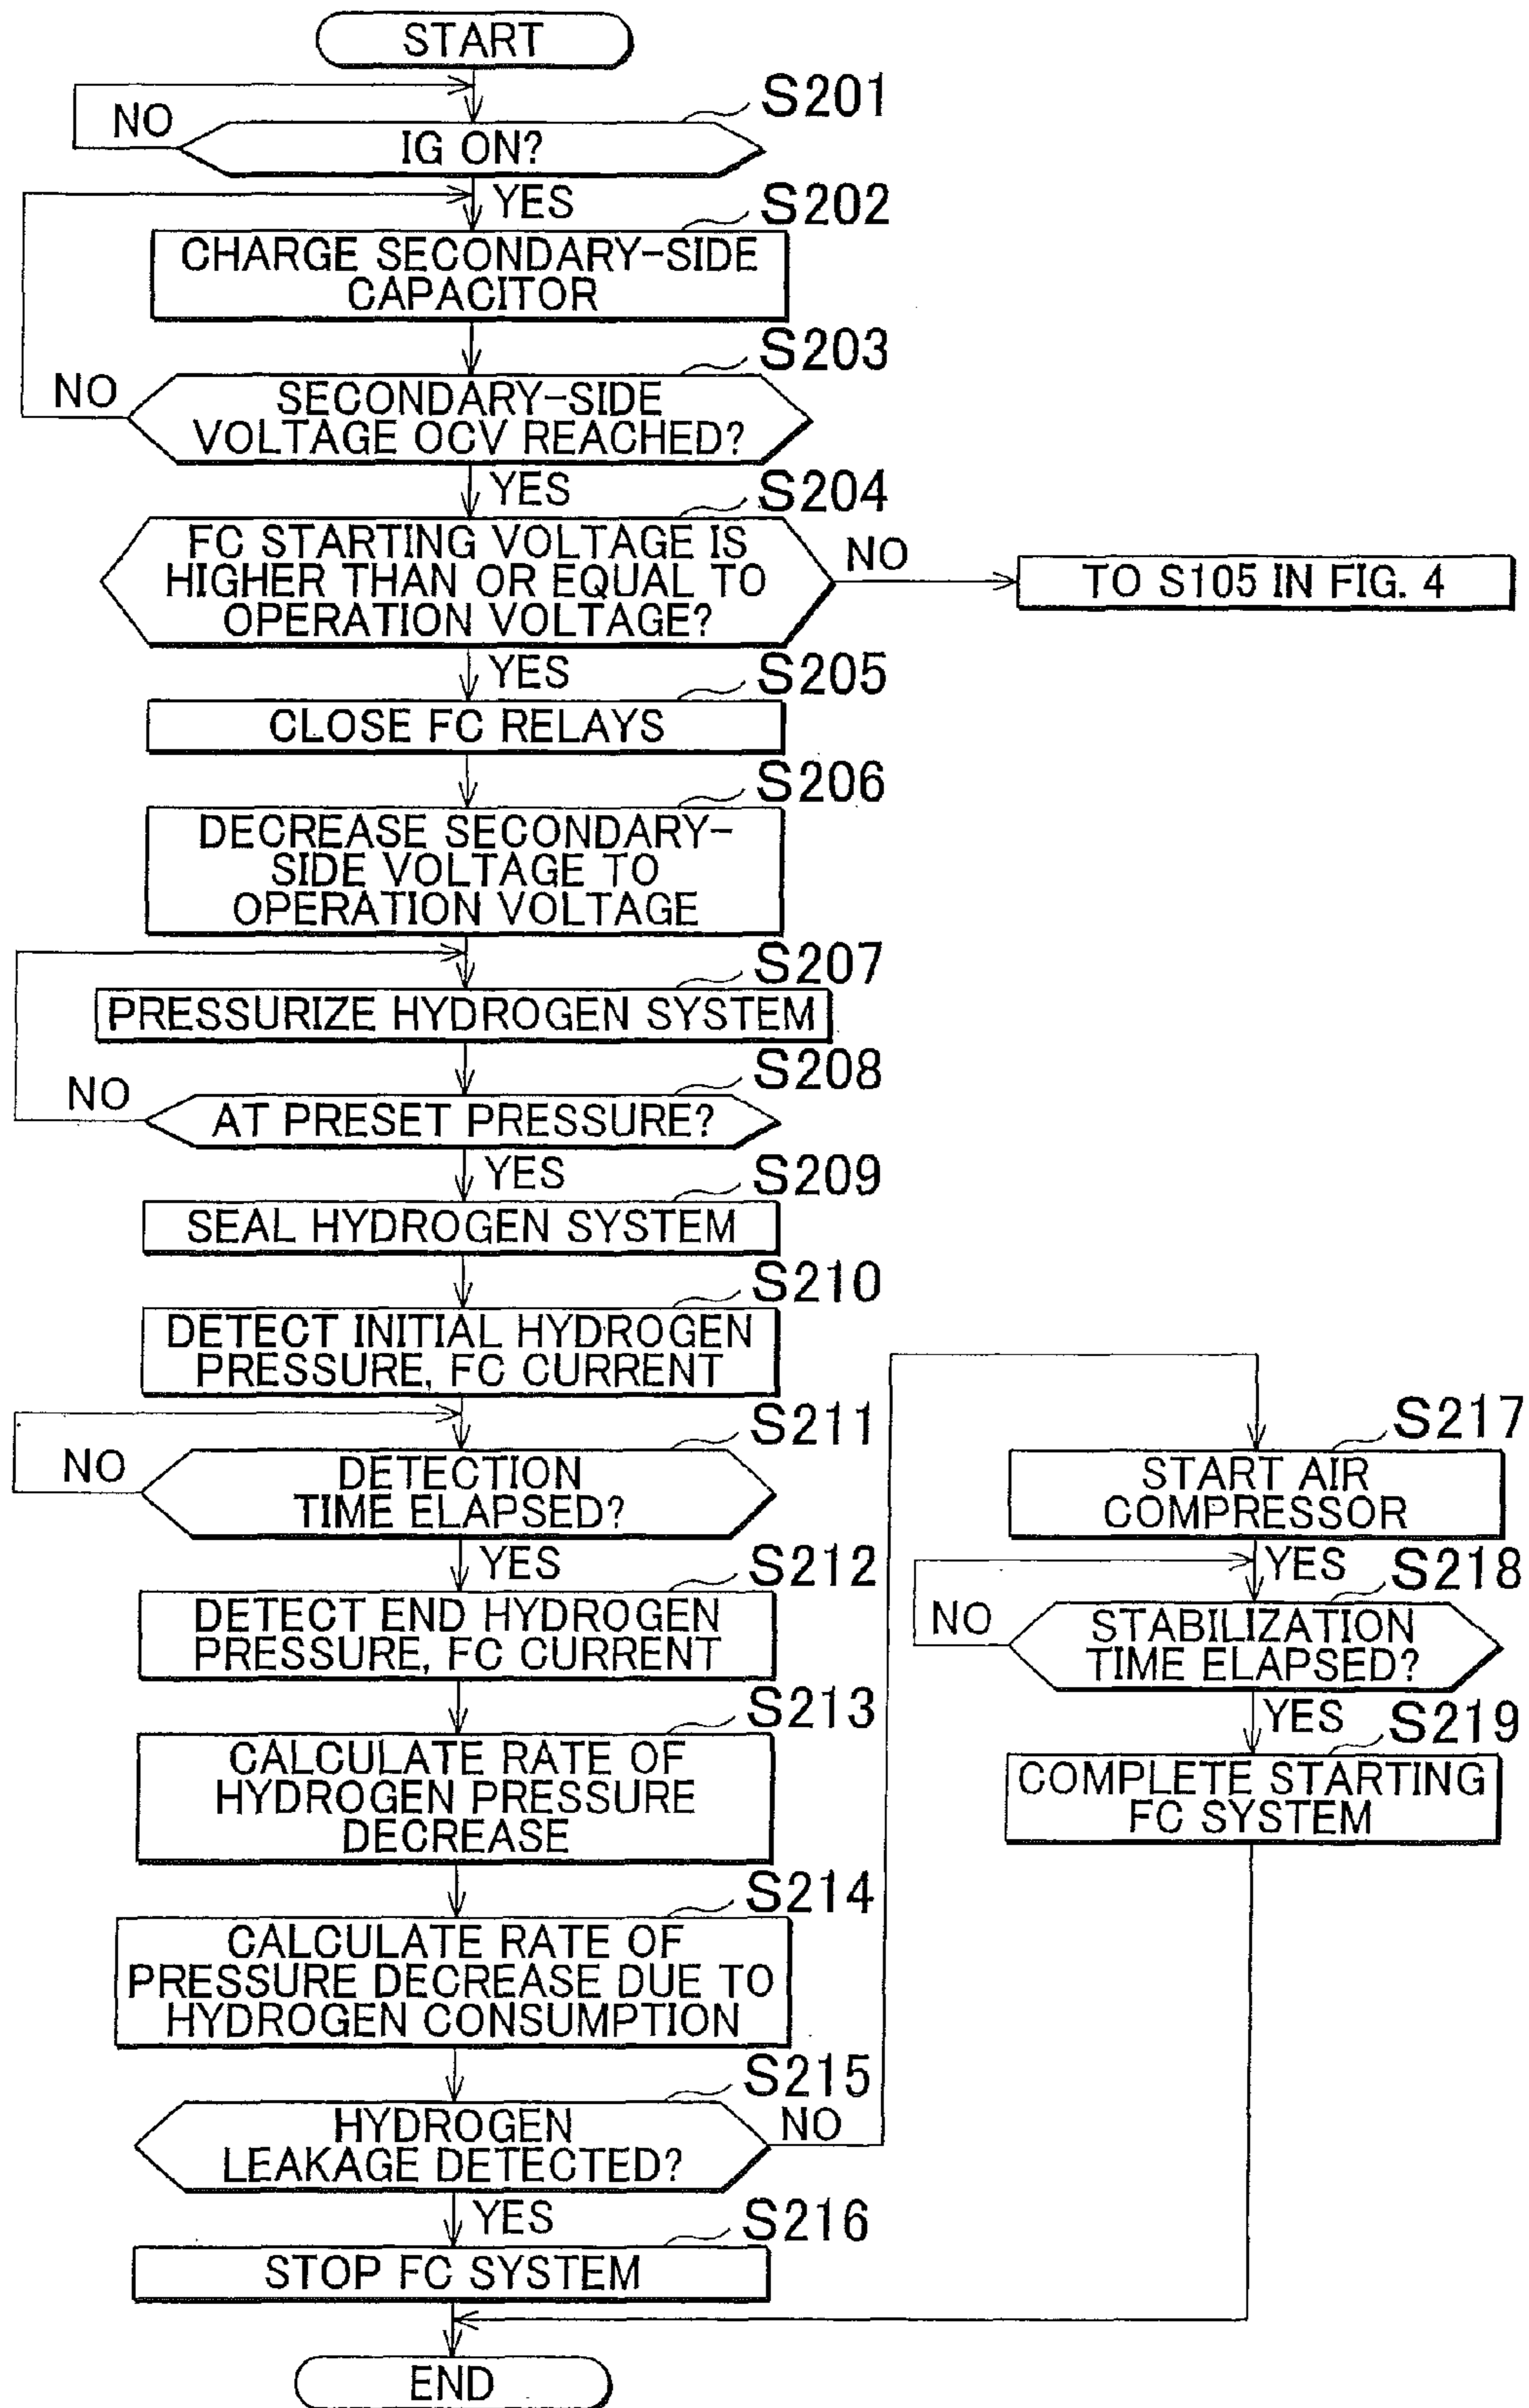 START
S201
NO
IG ON?
YES
S202
CHARGE SECONDARY-SIDE
CAPACITOR
S203
NO
SECONDARY-SIDE
VOLTAGE OCV REACHED?
YES
S204
FC STARTING VOLTAGE IS
HIGHER THAN OR EQUAL TO
OPERATION VOLTAGE?
NO
TO S105 IN FIG. 4
YES
S205
CLOSE FC RELAYS
S206
DECREASE SECONDARY-
SIDE VOLTAGE TO
OPERATION VOLTAGE
S207
PRESSURIZE HYDROGEN SYSTEM
S208
NO
AT PRESET PRESSURE?
YES
S209
SEAL HYDROGEN SYSTEM
S210
DETECT INITIAL HYDROGEN
PRESSURE, FC CURRENT
S211
NO
DETECTION
TIME ELAPSED?
YES
S212
DETECT END HYDROGEN
PRESSURE, FC CURRENT
S213
CALCULATE RATE OF
HYDROGEN PRESSURE
DECREASE
S214
CALCULATE RATE OF
PRESSURE DECREASE DUE TO
HYDROGEN CONSUMPTION
S215
HYDROGEN
LEAKAGE DETECTED?
NO
YES
S216
STOP FC SYSTEM
S217
START AIR
COMPRESSOR
YES
S218
NO
STABILIZATION
TIME ELAPSED?
YES
S219
COMPLETE STARTING
FC SYSTEM
END